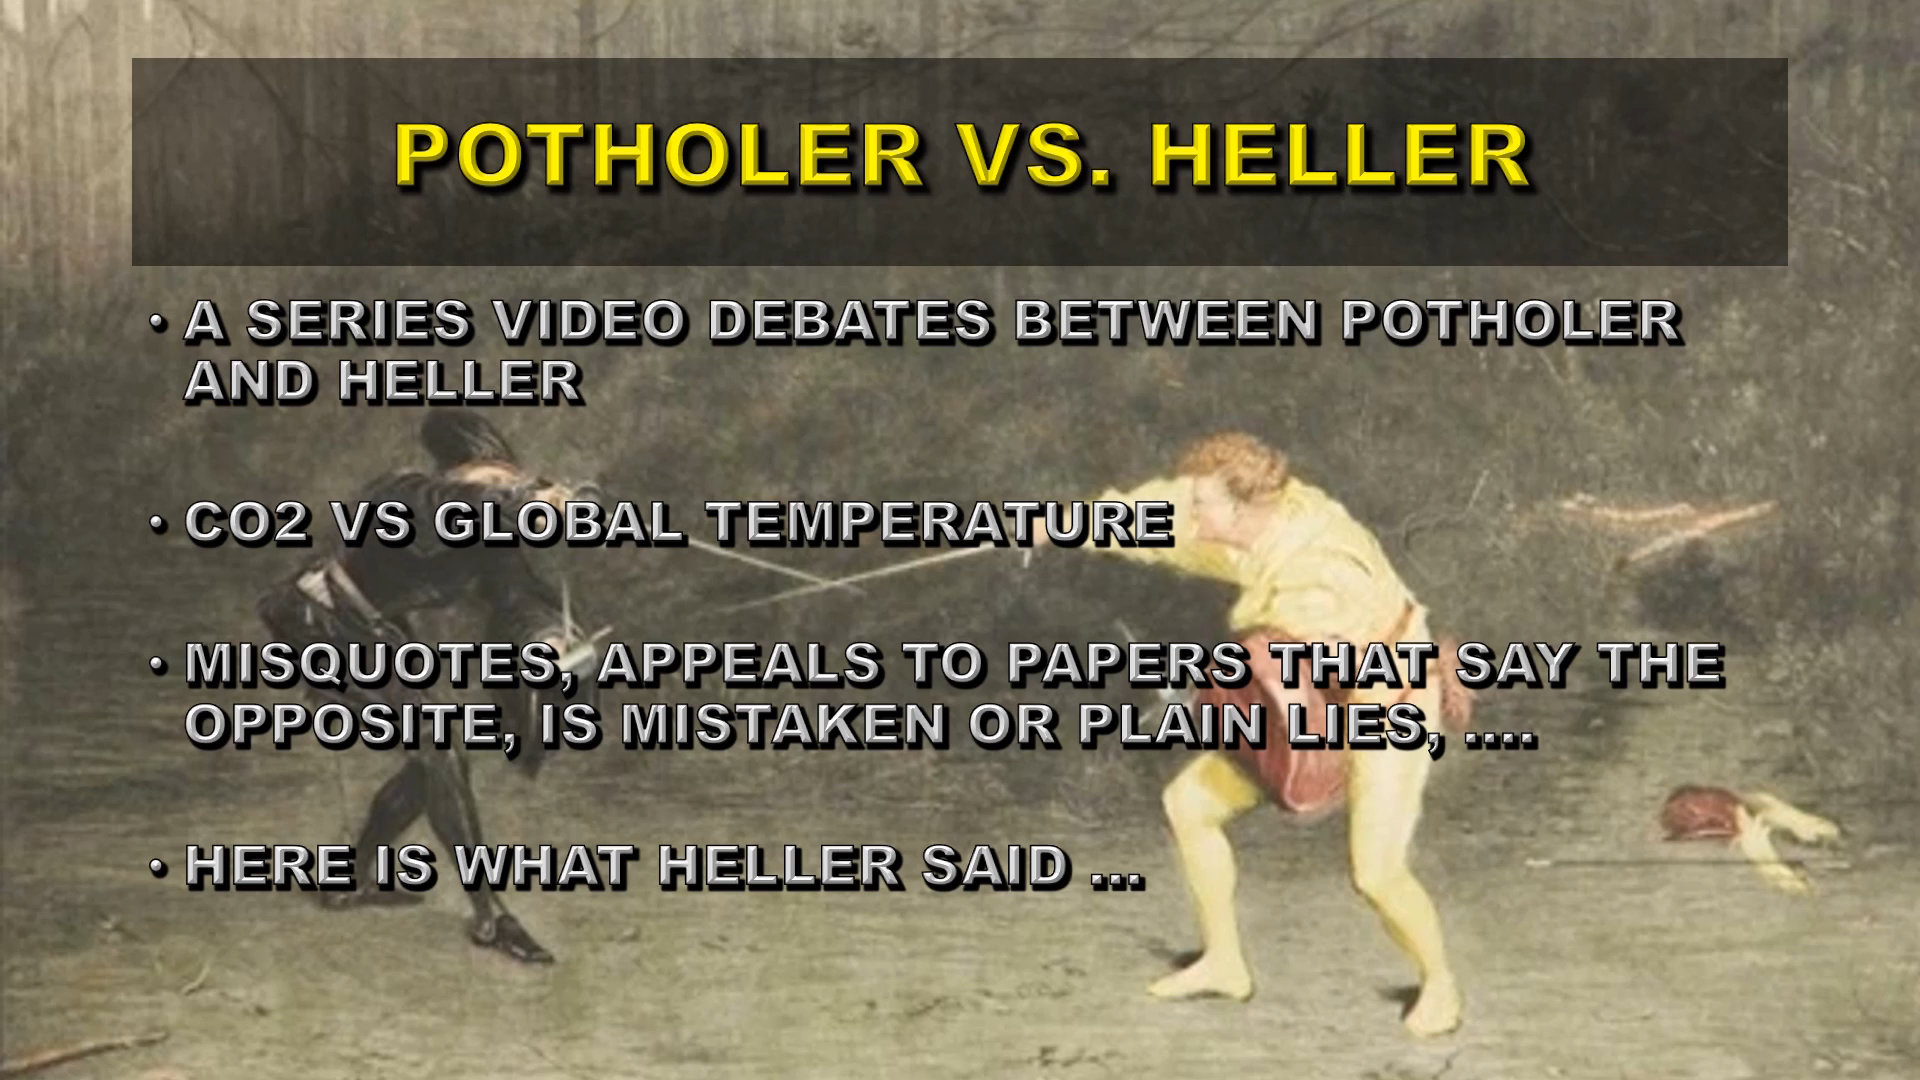 POTHOLER VS. HELLER
• A SERIES VIDEO DEBATES BETWEEN POTHOLER
AND HELLER
• CO2 VS GLOBAL TEMPERATURE
• MISQUOTES, APPEALS TO PAPERS THAT SAY THE
OPPOSITE, IS MISTAKEN OR PLAIN LIES, ....
• HERE IS WHAT HELLER SAID ...